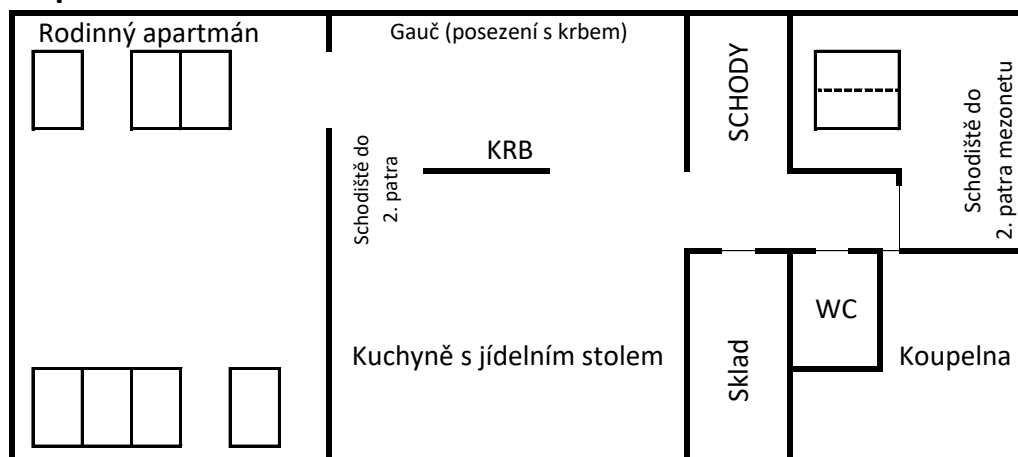 Rodinný apartmán
Gauč (posezení s krbem)
SCHODY
KRB
Schodiště do
2. patra
Schodiště do
2. patra mezonetu
Kuchyně s jídelním stolem
Sklad
WC
Koupelna